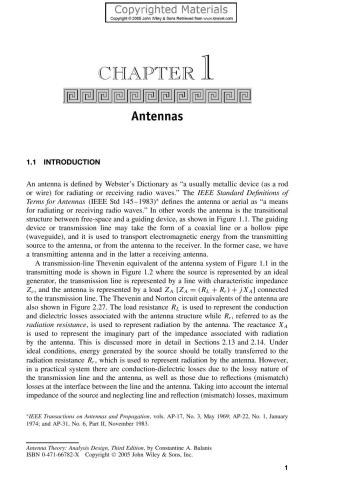 Copyrighted Materials
Copyright © 2005 John Wiley & Sons Retrieved from www.knovel.com
CHAPTER 1
Antennas
1.1 INTRODUCTION
An antenna is defined by Webster's Dictionary as “a usually metallic device (as a rod
or wire) for radiating or receiving radio waves.” The IEEE Standard Definitions of
Terms for Antennas (IEEE Std 145–1983)* defines the antenna or aerial as “a means
for radiating or receiving radio waves.” In other words the antenna is the transitional
structure between free-space and a guiding device, as shown in Figure 1.1. The guiding
device or transmission line may take the form of a coaxial line or a hollow pipe
(waveguide), and it is used to transport electromagnetic energy from the transmitting
source to the antenna, or from the antenna to the receiver. In the former case, we have
a transmitting antenna and in the latter a receiving antenna.
A transmission-line Thevenin equivalent of the antenna system of Figure 1.1 in the
transmitting mode is shown in Figure 1.2 where the source is represented by an ideal
generator, the transmission line is represented by a line with characteristic impedance
Zc, and the antenna is represented by a load ZA [ZA = (RL + Rr) + jXA] connected
to the transmission line. The Thevenin and Norton circuit equivalents of the antenna are
also shown in Figure 2.27. The load resistance RL is used to represent the conduction
and dielectric losses associated with the antenna structure while Rr, referred to as the
radiation resistance, is used to represent radiation by the antenna. The reactance XA
is used to represent the imaginary part of the impedance associated with radiation
by the antenna. This is discussed more in detail in Sections 2.13 and 2.14. Under
ideal conditions, energy generated by the source should be totally transferred to the
radiation resistance Rr, which is used to represent radiation by the antenna. However,
in a practical system there are conduction-dielectric losses due to the lossy nature of
the transmission line and the antenna, as well as those due to reflections (mismatch)
losses at the interface between the line and the antenna. Taking into account the internal
impedance of the source and neglecting line and reflection (mismatch) losses, maximum
*IEEE Transactions on Antennas and Propagation, vols. AP-17, No. 3, May 1969; AP-22, No. 1, January
1974; and AP-31, No. 6, Part II, November 1983.
Antenna Theory: Analysis Design, Third Edition, by Constantine A. Balanis
ISBN 0-471-66782-X Copyright © 2005 John Wiley & Sons, Inc.
1